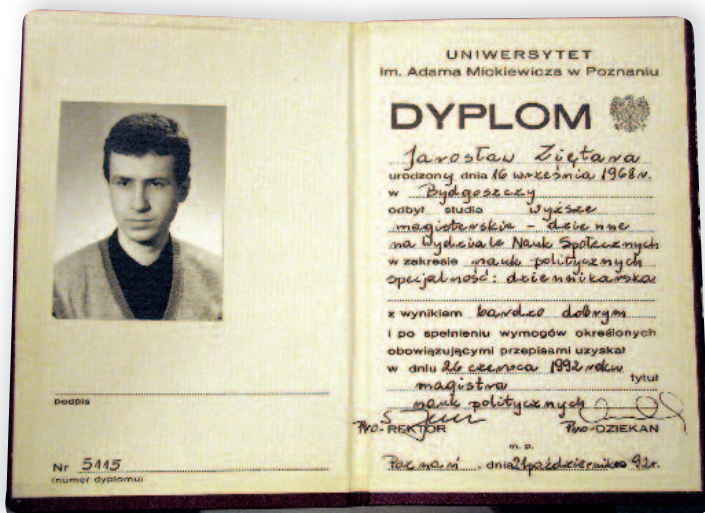 Podpis
Nr 5115
(numer dyplomu)
UNIWERSYTET
im. Adama Mickiewicza w Poznaniu
DYPLOM
Jarosław Ziętara
urodzony dnia 16 września 1968 r.
w Bydgoszczy
odbył studia wyższe
magisterskie - dzienne
na Wydziale Nauk Społecznych
w zakresie nauk politycznych
specjalność: dziennikarska
z wynikiem bardzo dobrym
i po spełnieniu wymogów określonych
obowiązującymi przepisami uzyskał
w dniu 26 czerwca 1992 roku
tytuł
magistra
nauk politycznych
Pro-REKTOR Pro-DZIEKAN
m. p.
Poznań, dnia października 92r.